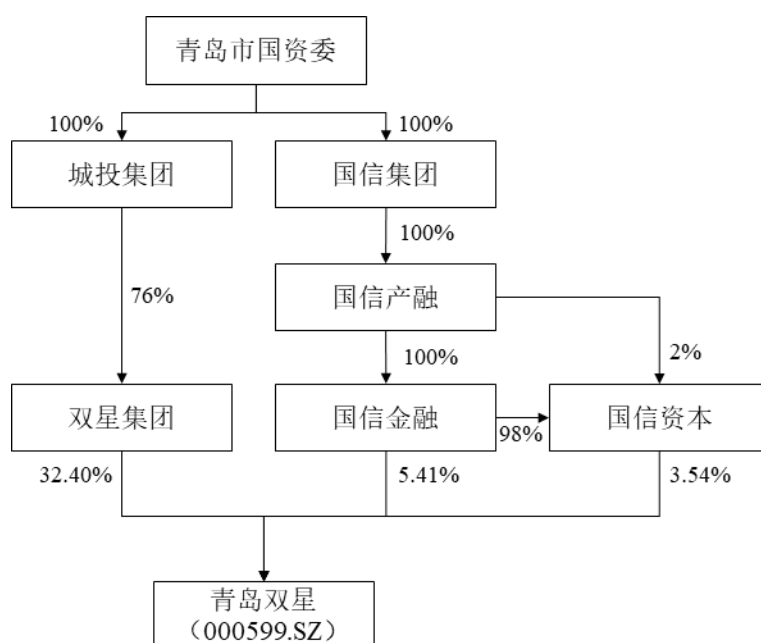 青岛市国资委
100%
100%
城投集团
国信集团
100%
国信产融
76%
100%
2%
双星集团
国信金融
98%
国信资本
32.40%
5.41%
3.54%
青岛双星
（000599.SZ）